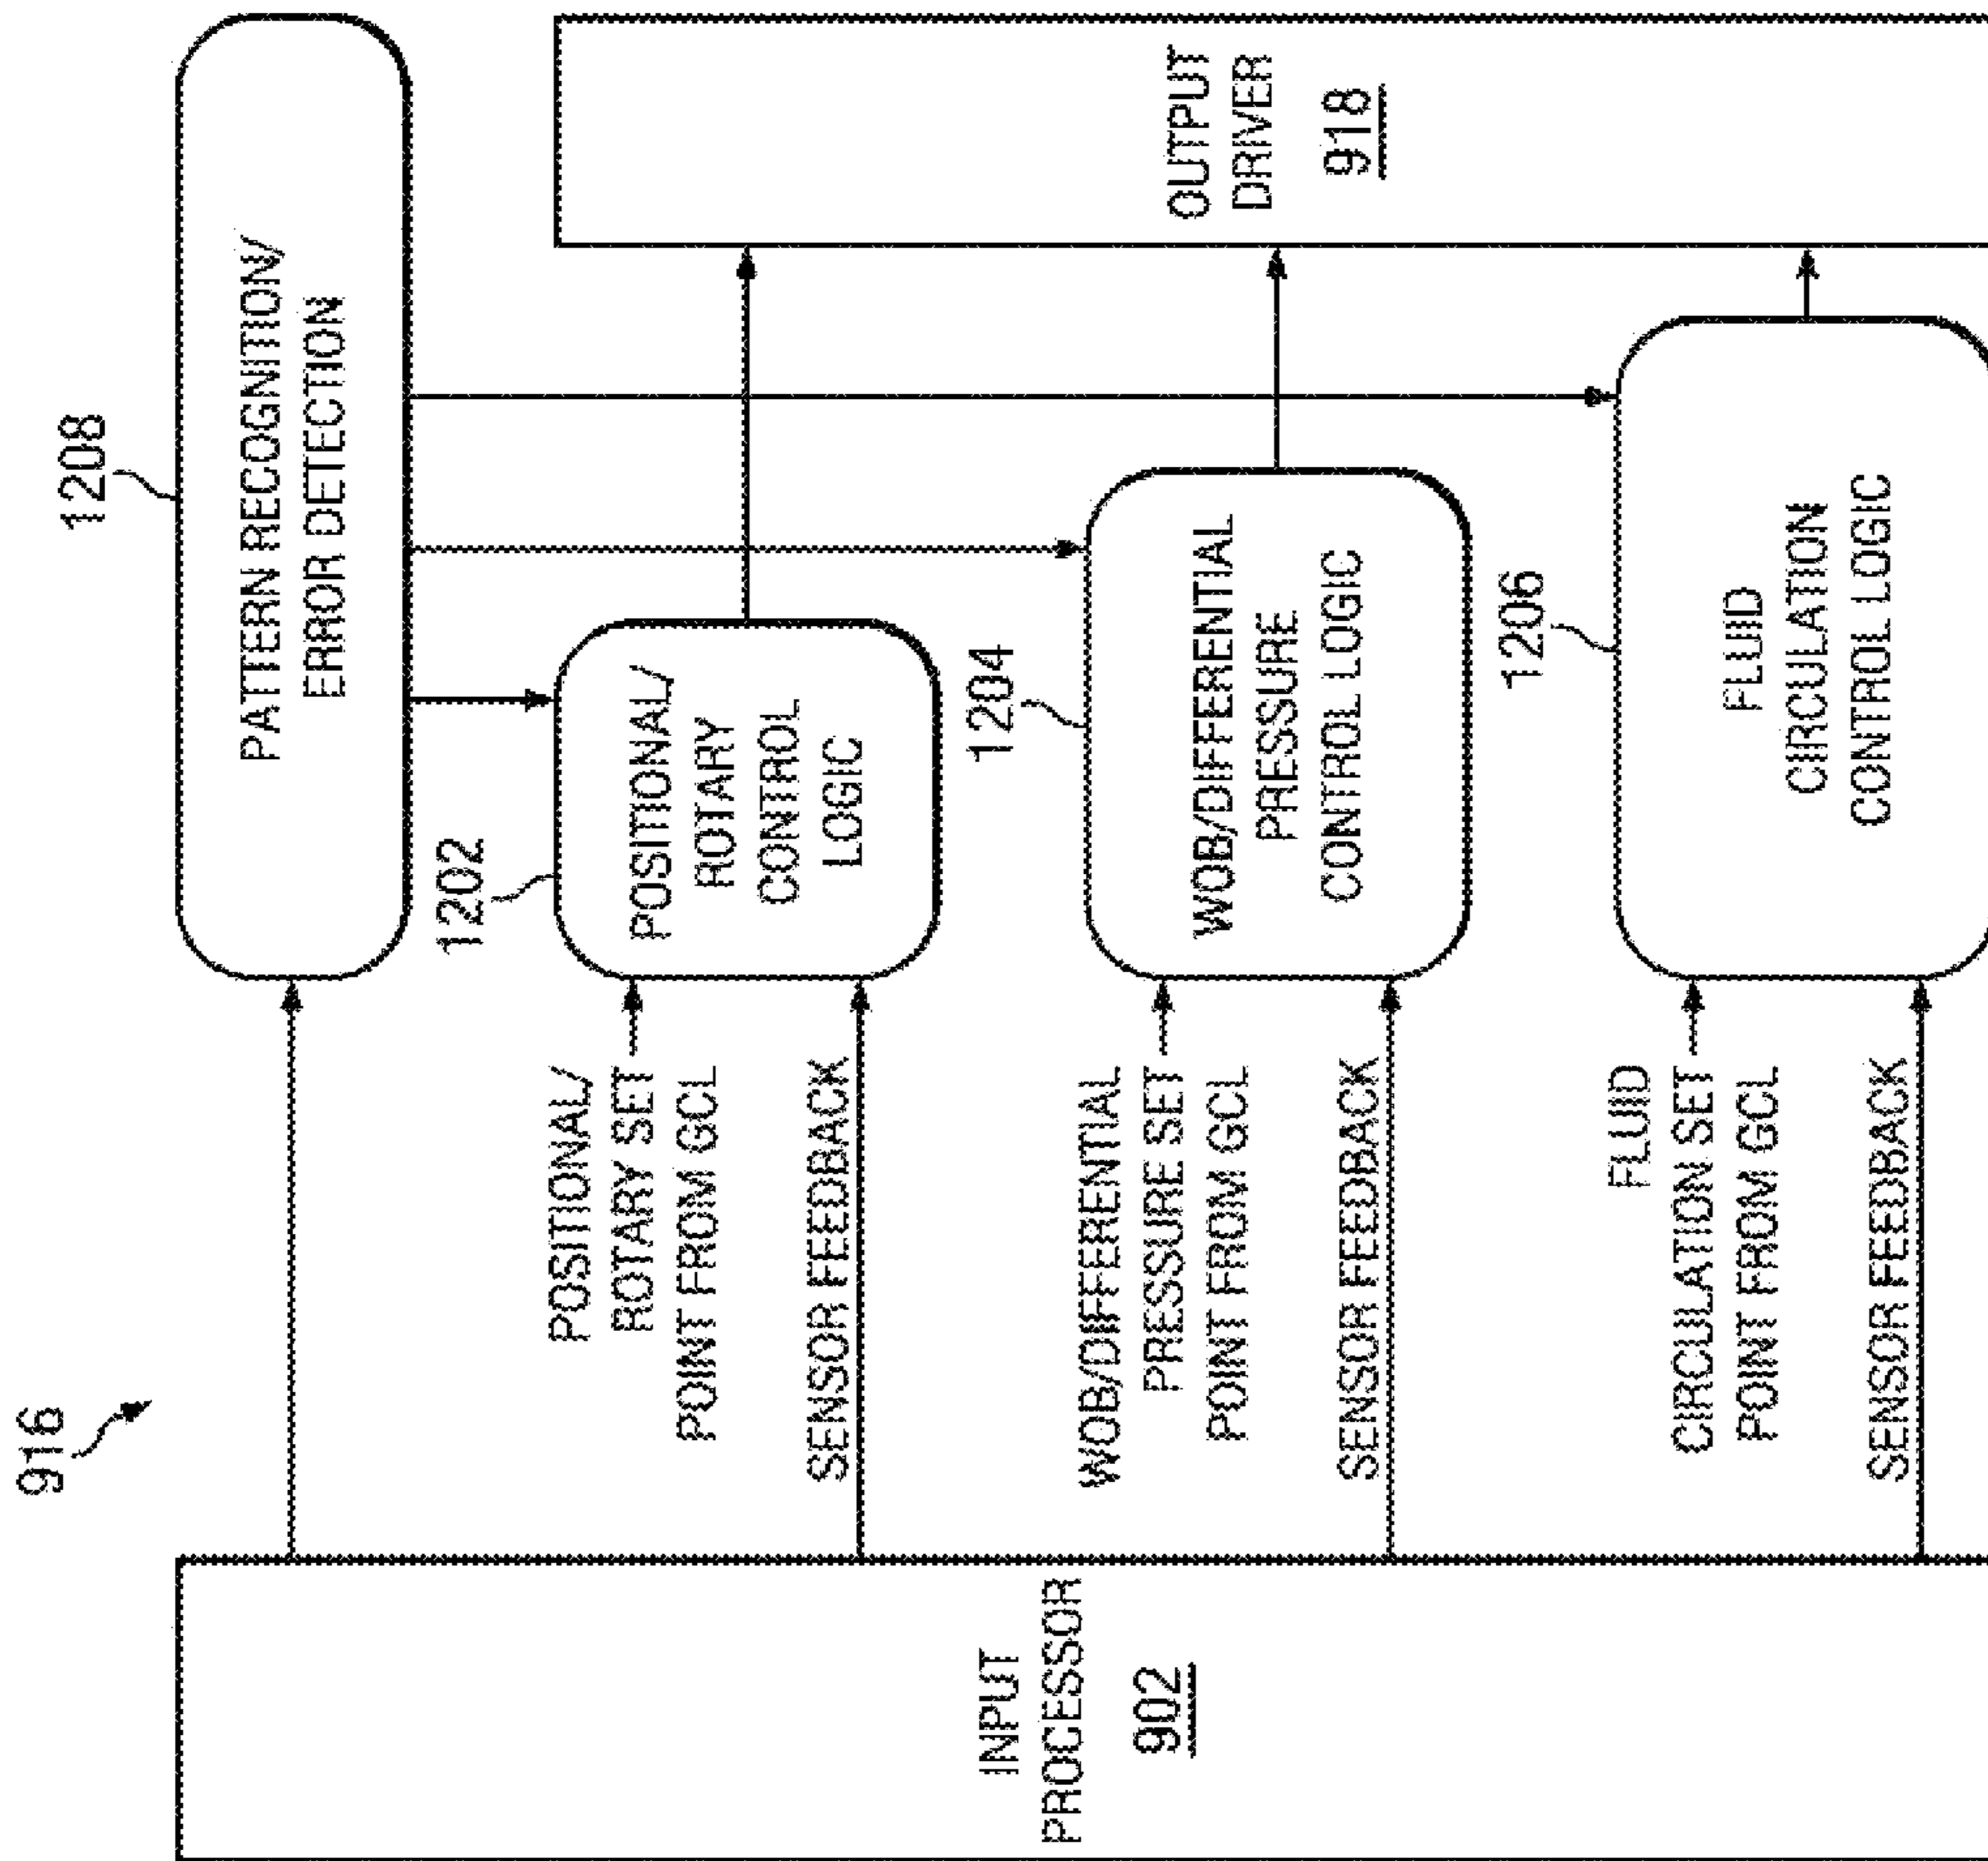 916
INPUT
PROCESSOR
902
1208
PATTERN RECOGNITION/
ERROR DETECTION
POSITIONAL/
ROTARY SET
POINT FROM GCL
SENSOR FEEDBACK
1202
POSITIONAL/
ROTARY
CONTROL
LOGIC
WOB/DIFFERENTIAL
PRESSURE SET
POINT FROM GCL
SENSOR FEEDBACK
1204
WOB/DIFFERENTIAL
PRESSURE
CONTROL LOGIC
FLUID
CIRCULATION SET
POINT FROM GCL
SENSOR FEEDBACK
1206
FLUID
CIRCULATION
CONTROL LOGIC
OUTPUT
DRIVER
918